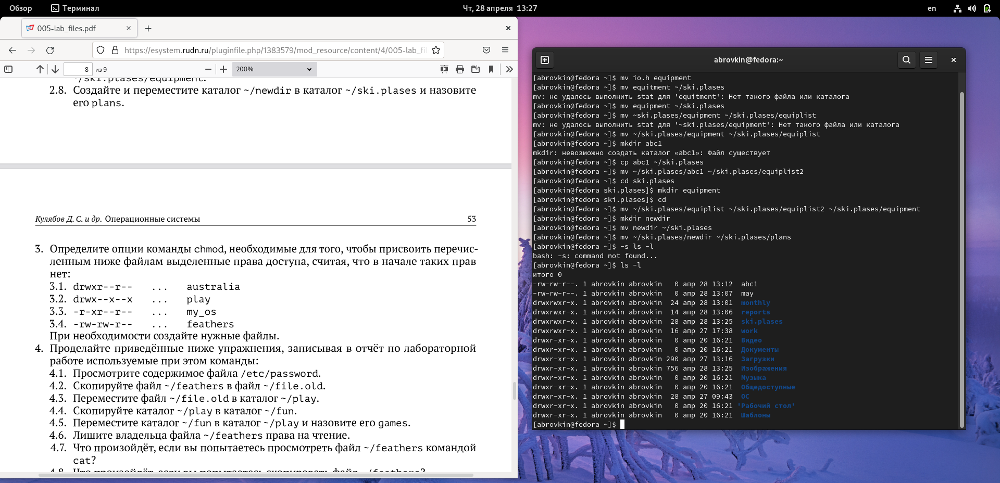 Обзор
Терминал
Чт, 28 апреля 13:27
en
005-lab_files.pdf
https://esystem.rudn.ru/pluginfile.php/1383579/mod_resource/content/4/005-lab_fil
8 из 9
200%
~/ski.plases/equipment.
2.8. Создайте и переместите каталог ~/newdir в каталог ~/ski.plases и назовите
его plans.
Кулябов Д. С. и др. Операционные системы 53
3. Определите опции команды chmod, необходимые для того, чтобы присвоить перечис-
ленным ниже файлам выделенные права доступа, считая, что в начале таких прав
нет:
3.1. drwxr--r-- ... australia
3.2. drwx--x--x ... play
3.3. -r-xr--r-- ... my_os
3.4. -rw-rw-r-- ... feathers
При необходимости создайте нужные файлы.
4. Проделайте приведённые ниже упражнения, записывая в отчёт по лабораторной
работе используемые при этом команды:
4.1. Просмотрите содержимое файла /etc/password.
4.2. Скопируйте файл ~/feathers в файл ~/file.old.
4.3. Переместите файл ~/file.old в каталог ~/play.
4.4. Скопируйте каталог ~/play в каталог ~/fun.
4.5. Переместите каталог ~/fun в каталог ~/play и назовите его games.
4.6. Лишите владельца файла ~/feathers права на чтение.
4.7. Что произойдёт, если вы попытаетесь просмотреть файл ~/feathers командой
cat?
4.8. Что произойдёт, если вы попытаетесь скопировать файл ~/feathers?
abrovkin@fedora:~
[abrovkin@fedora ~]$ mv io.h equipment
[abrovkin@fedora ~]$ mv equitment ~/ski.plases
mv: не удалось выполнить stat для 'equitment': Нет такого файла или каталога
[abrovkin@fedora ~]$ mv equipment ~/ski.plases
[abrovkin@fedora ~]$ mv ~ski.plases/equipment ~/ski.plases/equiplist
mv: не удалось выполнить stat для '~ski.plases/equipment': Нет такого файла или каталога
[abrovkin@fedora ~]$ mv ~/ski.plases/equipment ~/ski.plases/equiplist
[abrovkin@fedora ~]$ mkdir abc1
mkdir: невозможно создать каталог «abc1»: Файл существует
[abrovkin@fedora ~]$ cp abc1 ~/ski.plases
[abrovkin@fedora ~]$ mv ~/ski.plases/abc1 ~/ski.plases/equiplist2
[abrovkin@fedora ~]$ cd ski.plases
[abrovkin@fedora ski.plases]$ mkdir equipment
[abrovkin@fedora ski.plases]$ cd
[abrovkin@fedora ~]$ mv ~/ski.plases/equiplist ~/ski.plases/equiplist2 ~/ski.plases/equipment
[abrovkin@fedora ~]$ mkdir newdir
[abrovkin@fedora ~]$ mv newdir ~/ski.plases
[abrovkin@fedora ~]$ mv ~/ski.plases/newdir ~/ski.plases/plans
[abrovkin@fedora ~]$ -s ls -l
bash: -s: command not found...
[abrovkin@fedora ~]$ ls -l
итого 0
-rw-rw-r--. 1 abrovkin abrovkin 0 апр 28 13:12 abc1
-rw-rw-r--. 1 abrovkin abrovkin 0 апр 28 13:07 may
drwxrwxr-x. 1 abrovkin abrovkin 24 апр 28 13:01 monthly
drwxrwxr-x. 1 abrovkin abrovkin 14 апр 28 13:06 reports
drwxrwxr-x. 1 abrovkin abrovkin 28 апр 28 13:25 ski.plases
drwxrwxr-x. 1 abrovkin abrovkin 16 апр 27 17:38 work
drwxr-xr-x. 1 abrovkin abrovkin 0 апр 20 16:21 Видео
drwxr-xr-x. 1 abrovkin abrovkin 0 апр 20 16:21 Документы
drwxr-xr-x. 1 abrovkin abrovkin 290 апр 27 13:16 Загрузки
drwxr-xr-x. 1 abrovkin abrovkin 756 апр 28 13:25 Изображения
drwxr-xr-x. 1 abrovkin abrovkin 0 апр 20 16:21 Музыка
drwxr-xr-x. 1 abrovkin abrovkin 0 апр 20 16:21 Общедоступные
drwxr-xr-x. 1 abrovkin abrovkin 28 апр 27 09:43 ОС
drwxr-xr-x. 1 abrovkin abrovkin 0 апр 20 16:21 'Рабочий стол'
drwxr-xr-x. 1 abrovkin abrovkin 0 апр 20 16:21 Шаблоны
[abrovkin@fedora ~]$